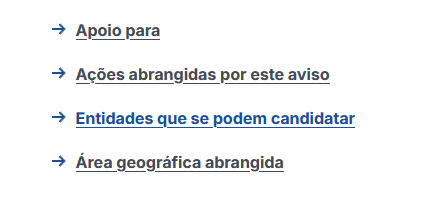 Apoio para
Ações abrangidas por este aviso
Entidades que se podem candidatar
Área geográfica abrangida